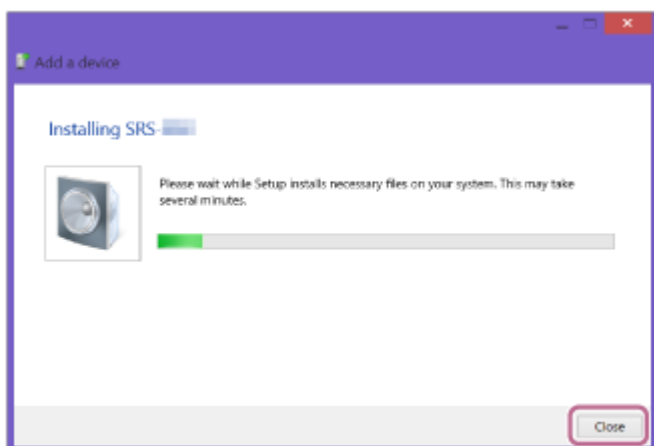 Add a device
Installing SRS-
Please wait while Setup installs necessary files on your system. This may take
several minutes.
Close